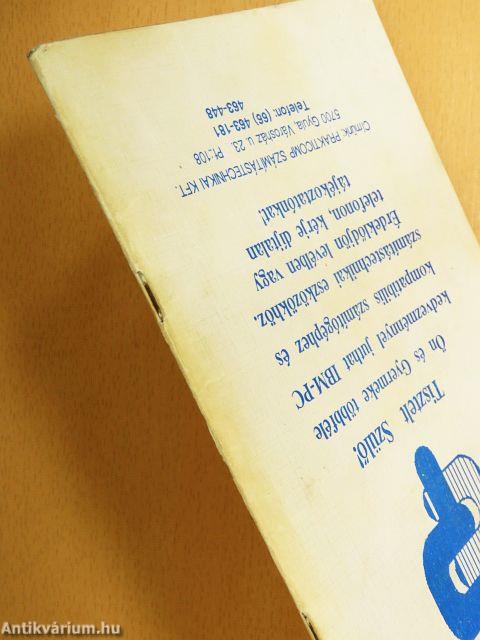 Tisztelt Szülő!
Ön és Gyermeke többféle
kedvezménnyel juthat IBM-PC
kompatibilis számítógéphez és
számítástechnikai eszközökhöz.
Érdeklődjön levélben vagy
telefonon, kérje díjtalan
tájékoztatónkat!
Címünk: PRAKTICOMP SZÁMÍTÁSTECHNIKAI KFT.
5700 Gyula, Városház u. 23. Pf.:108
Telefon: (66) 463-181
463-448
Antikvárium.hu